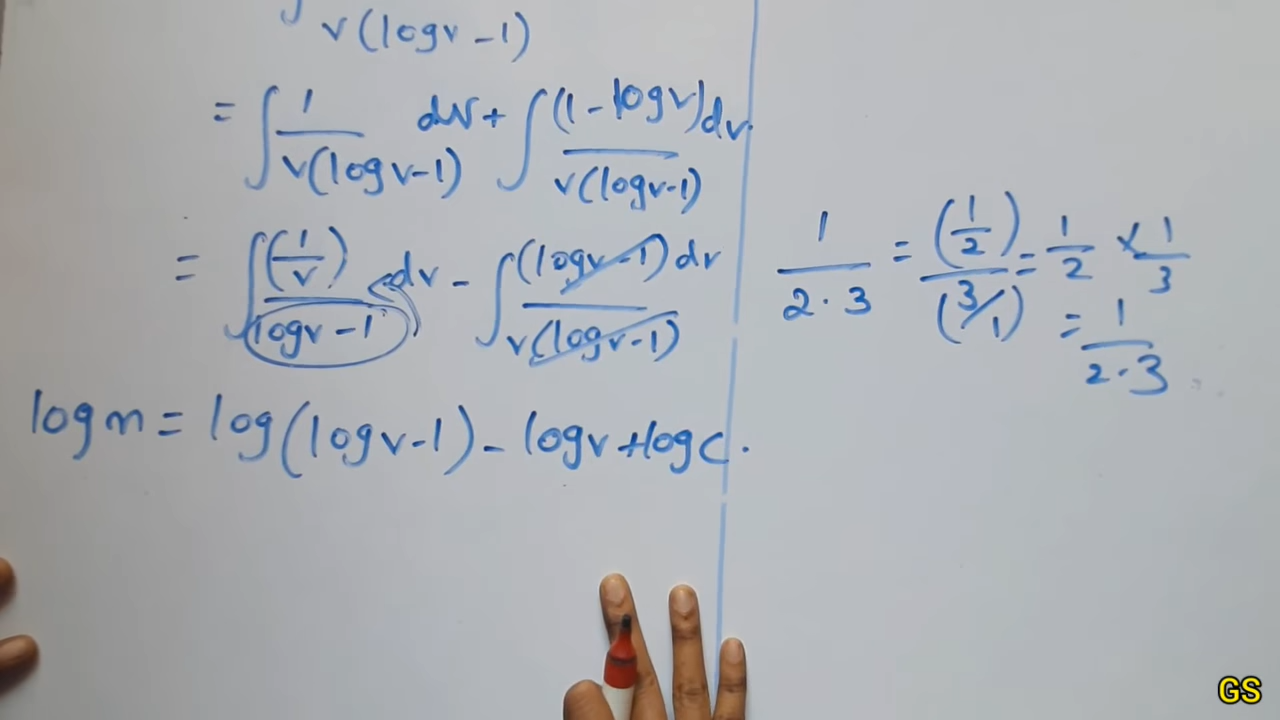 ∫ v(logv - 1)
= ∫ 1/(v(logv-1)) dv + ∫ (1-logv)dv/(v(logv-1))
= ∫ (1/v)/(logv-1) dv - ∫ (logv-1)dv/(v(logv-1))
logn = log(logv-1) - logv + logc.
1/(2·3) = (1/2)/(3/1) = 1/2 × 1/3
= 1/(2·3)
GS